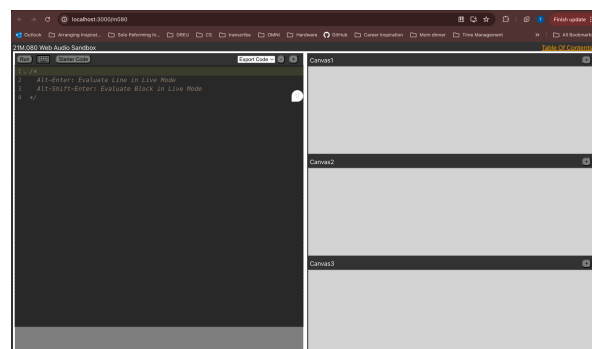 localhost:3000/m080
Finish update
Outlook Arranging Inspirat... Solo Peforming In... OREU CS transcribe OMNI Hardware GitHub Career Inspiration Mom dinner Time Management » All Bookmarks
21M.080 Web Audio Sandbox Table Of Contents
Run Starter Code Export Code - +
Canvas1
1 /*
2 Alt-Enter: Evaluate Line in Live Mode
3 Alt-Shift-Enter: Evaluate Block in Live Mode
4 */
Canvas2
Canvas3